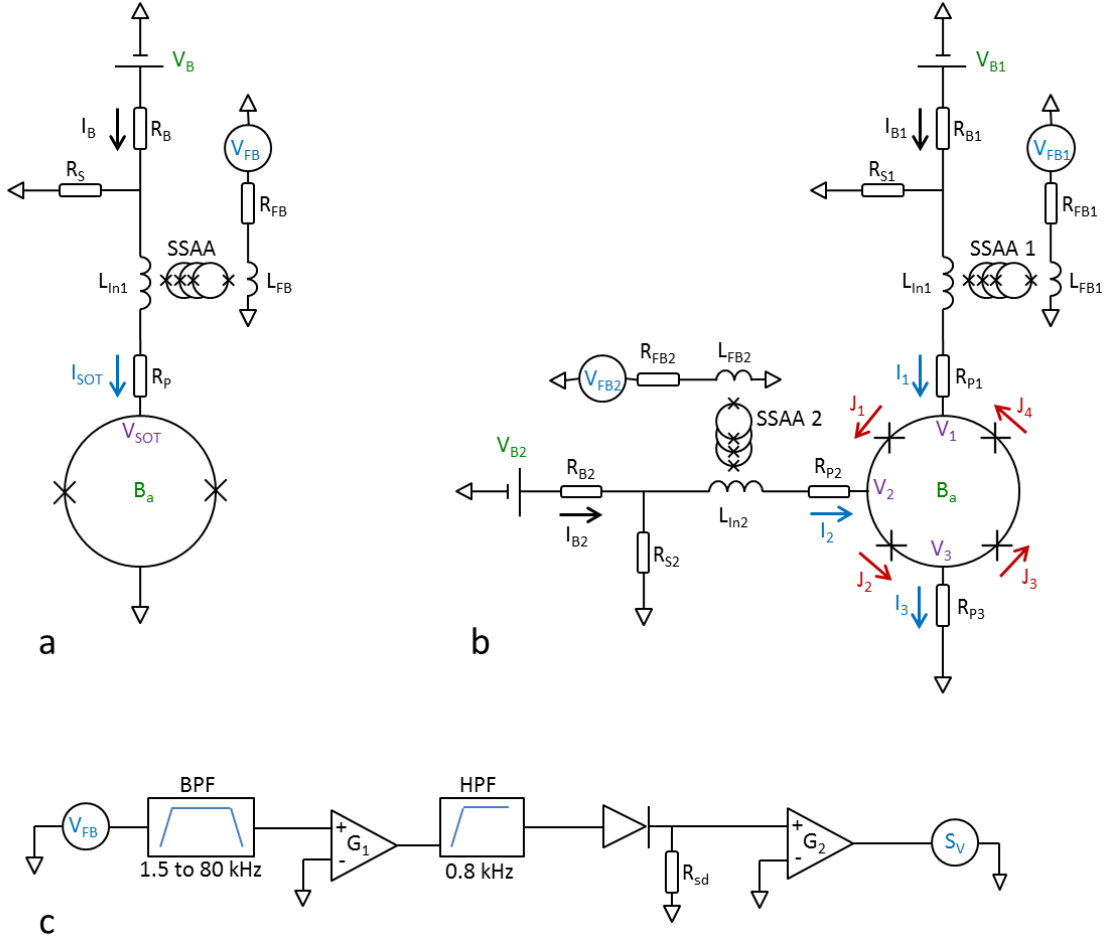 V_B
I_B
R_B
V_FB
R_S
R_FB
SSAA
L_In1
L_FB
I_SOT
R_P
V_SOT
B_a
a
V_B1
I_B1
R_B1
V_FB1
R_S1
R_FB1
SSAA 1
L_In1
L_FB1
I_1
R_P1
R_FB2
L_FB2
V_FB2
SSAA 2
J_1
J_4
V_1
V_B2
R_B2
R_P2
V_2
B_a
L_In2
I_B2
I_2
R_S2
V_3
J_2
J_3
I_3
R_P3
b
BPF
HPF
V_FB
+
G_1
-
+
G_2
-
S_V
1.5 to 80 kHz
0.8 kHz
R_sd
c